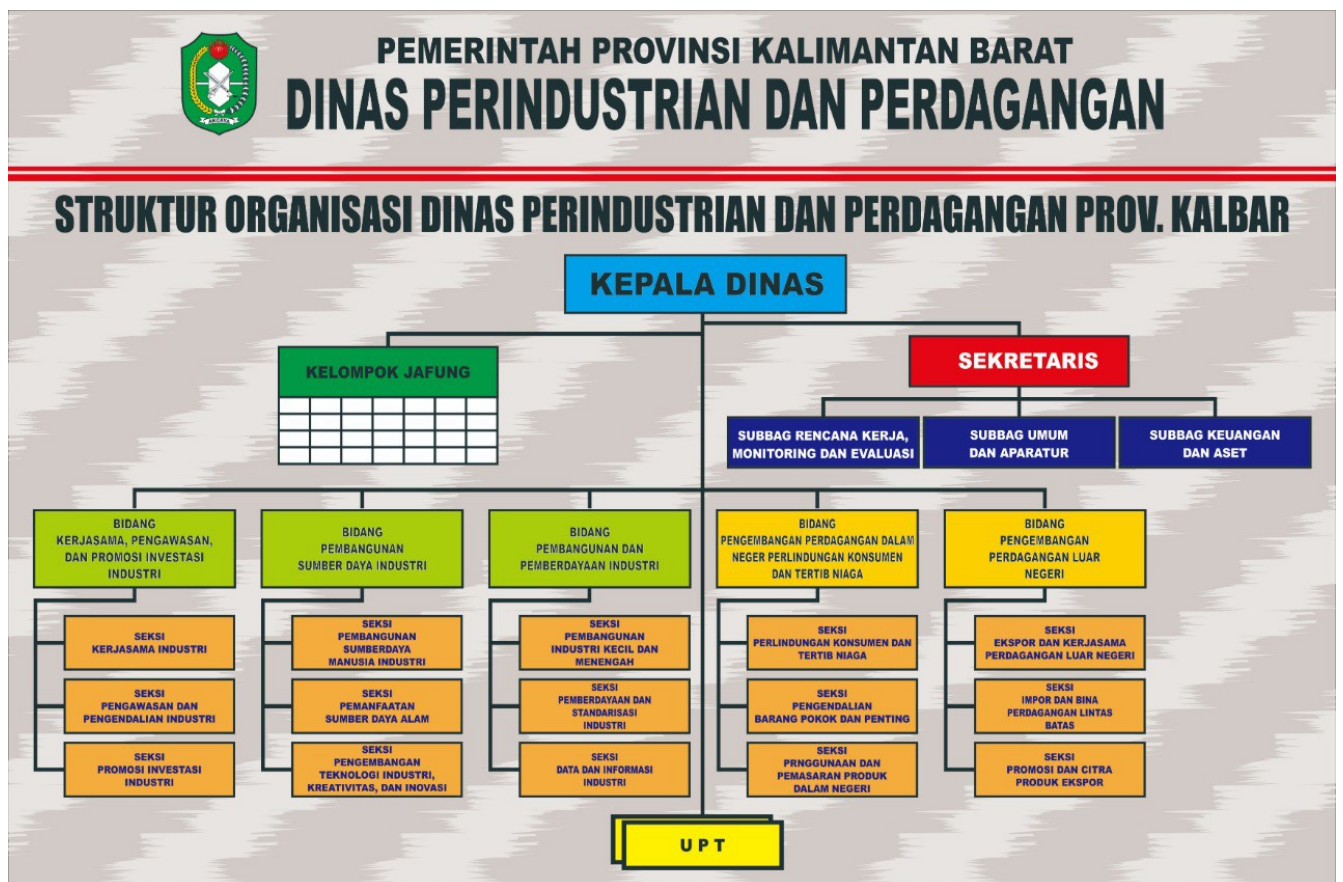 PEMERINTAH PROVINSI KALIMANTAN BARAT
DINAS PERINDUSTRIAN DAN PERDAGANGAN
STRUKTUR ORGANISASI DINAS PERINDUSTRIAN DAN PERDAGANGAN PROV. KALBAR
KEPALA DINAS
KELOMPOK JAFUNG
SEKRETARIS
SUBBAG RENCANA KERJA,
MONITORING DAN EVALUASI
SUBBAG UMUM
DAN APARATUR
SUBBAG KEUANGAN
DAN ASET
BIDANG
KERJASAMA, PENGAWASAN,
DAN PROMOSI INVESTASI
INDUSTRI
SEKSI
KERJASAMA INDUSTRI
SEKSI
PENGAWASAN DAN
PENGENDALIAN INDUSTRI
SEKSI
PROMOSI INVESTASI
INDUSTRI
BIDANG
PEMBANGUNAN
SUMBER DAYA INDUSTRI
SEKSI
PEMBANGUNAN
SUMBERDAYA
MANUSIA INDUSTRI
SEKSI
PEMANFAATAN
SUMBER DAYA ALAM
SEKSI
PENGEMBANGAN
TEKNOLOGI INDUSTRI,
KREATIVITAS, DAN INOVASI
BIDANG
PEMBANGUNAN DAN
PEMBERDAYAAN INDUSTRI
SEKSI
PEMBANGUNAN
INDUSTRI KECIL DAN
MENENGAH
SEKSI
PEMBERDAYAAN DAN
STANDARISASI
INDUSTRI
SEKSI
DATA DAN INFORMASI
INDUSTRI
BIDANG
PENGEMBANGAN PERDAGANGAN DALAM
NEGER PERLINDUNGAN KONSUMEN
DAN TERTIB NIAGA
SEKSI
PERLINDUNGAN KONSUMEN DAN
TERTIB NIAGA
SEKSI
PENGENDALIAN
BARANG POKOK DAN PENTING
SEKSI
PRNGGUNAAN DAN
PEMASARAN PRODUK
DALAM NEGERI
BIDANG
PENGEMBANGAN
PERDAGANGAN LUAR
NEGERI
SEKSI
EKSPOR DAN KERJASAMA
PERDAGANGAN LUAR NEGERI
SEKSI
IMPOR DAN BINA
PERDAGANGAN LINTAS
BATAS
SEKSI
PROMOSI DAN CITRA
PRODUK EKSPOR
UPT